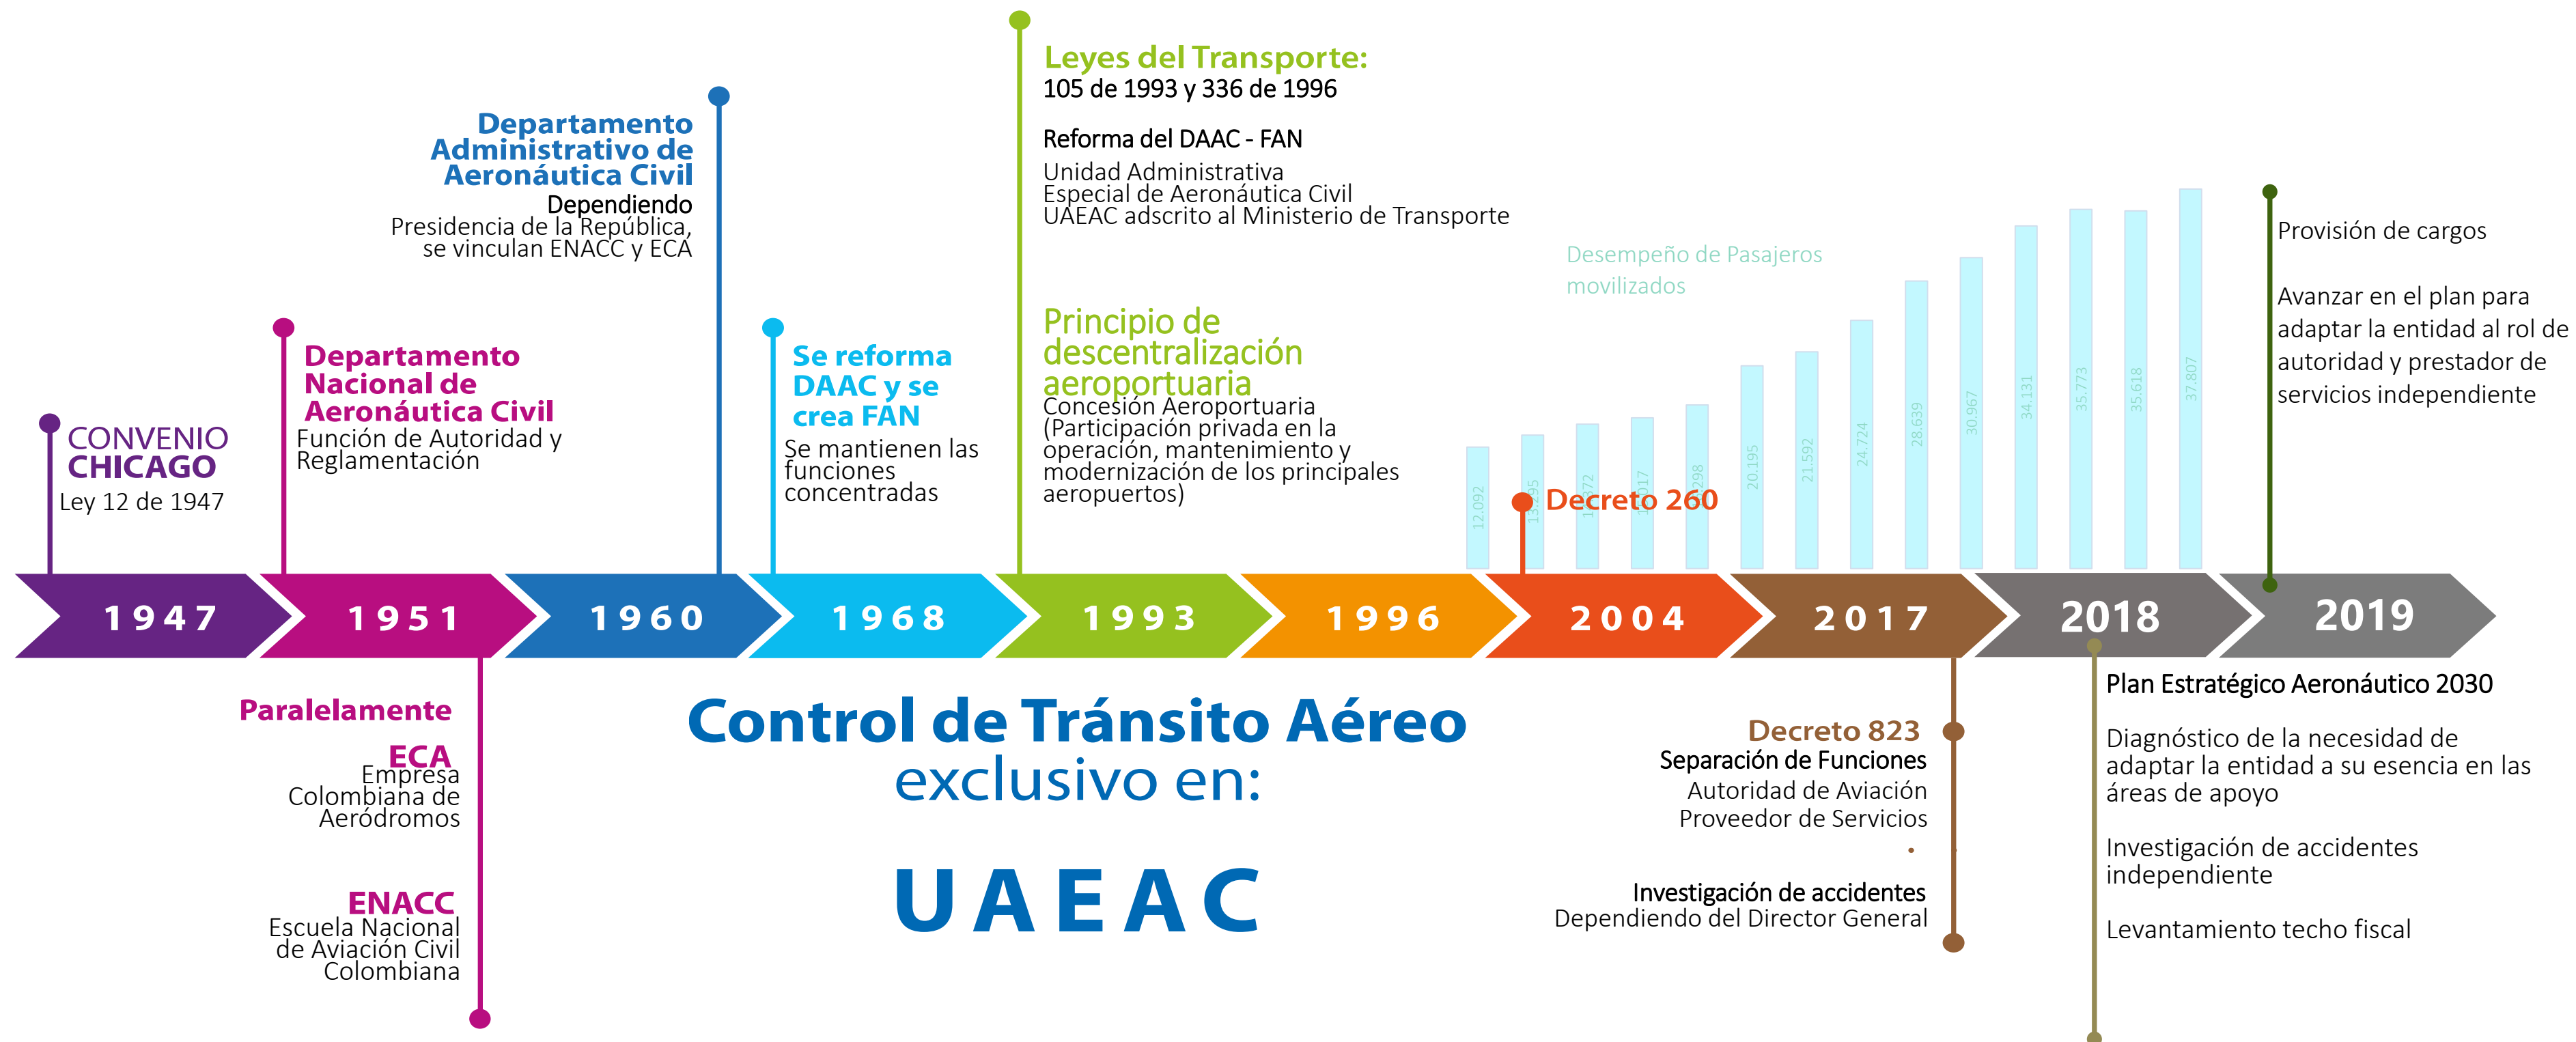 CONVENIO
CHICAGO
Ley 12 de 1947
Departamento
Nacional de
Aeronáutica Civil
Función de Autoridad y
Reglamentación
Departamento
Administrativo de
Aeronáutica Civil
Dependiendo
Presidencia de la República,
se vinculan ENACC y ECA
Se reforma
DAAC y se
crea FAN
Se mantienen las
funciones
concentradas
Leyes del Transporte:
105 de 1993 y 336 de 1996
Reforma del DAAC - FAN
Unidad Administrativa
Especial de Aeronáutica Civil
UAEAC adscrito al Ministerio de Transporte
Principio de
descentralización
aeroportuaria
Concesión Aeroportuaria
(Participación privada en la
operación, mantenimiento y
modernización de los principales
aeropuertos)
Desempeño de Pasajeros
movilizados
12.092
20.195
21.592
24.724
28.639
30.967
34.131
35.773
35.618
37.807
Decreto 260
Provisión de cargos
Avanzar en el plan para
adaptar la entidad al rol de
autoridad y prestador de
servicios independiente
1947
1951
1960
1968
1993
1996
2004
2017
2018
2019
Paralelamente
ECA
Empresa
Colombiana de
Aeródromos
ENACC
Escuela Nacional
de Aviación Civil
Colombiana
Control de Tránsito Aéreo
exclusivo en:
UAEAC
Decreto 823
Separación de Funciones
Autoridad de Aviación
Proveedor de Servicios
Investigación de accidentes
Dependiendo del Director General
Plan Estratégico Aeronáutico 2030
Diagnóstico de la necesidad de
adaptar la entidad a su esencia en las
áreas de apoyo
Investigación de accidentes
independiente
Levantamiento techo fiscal